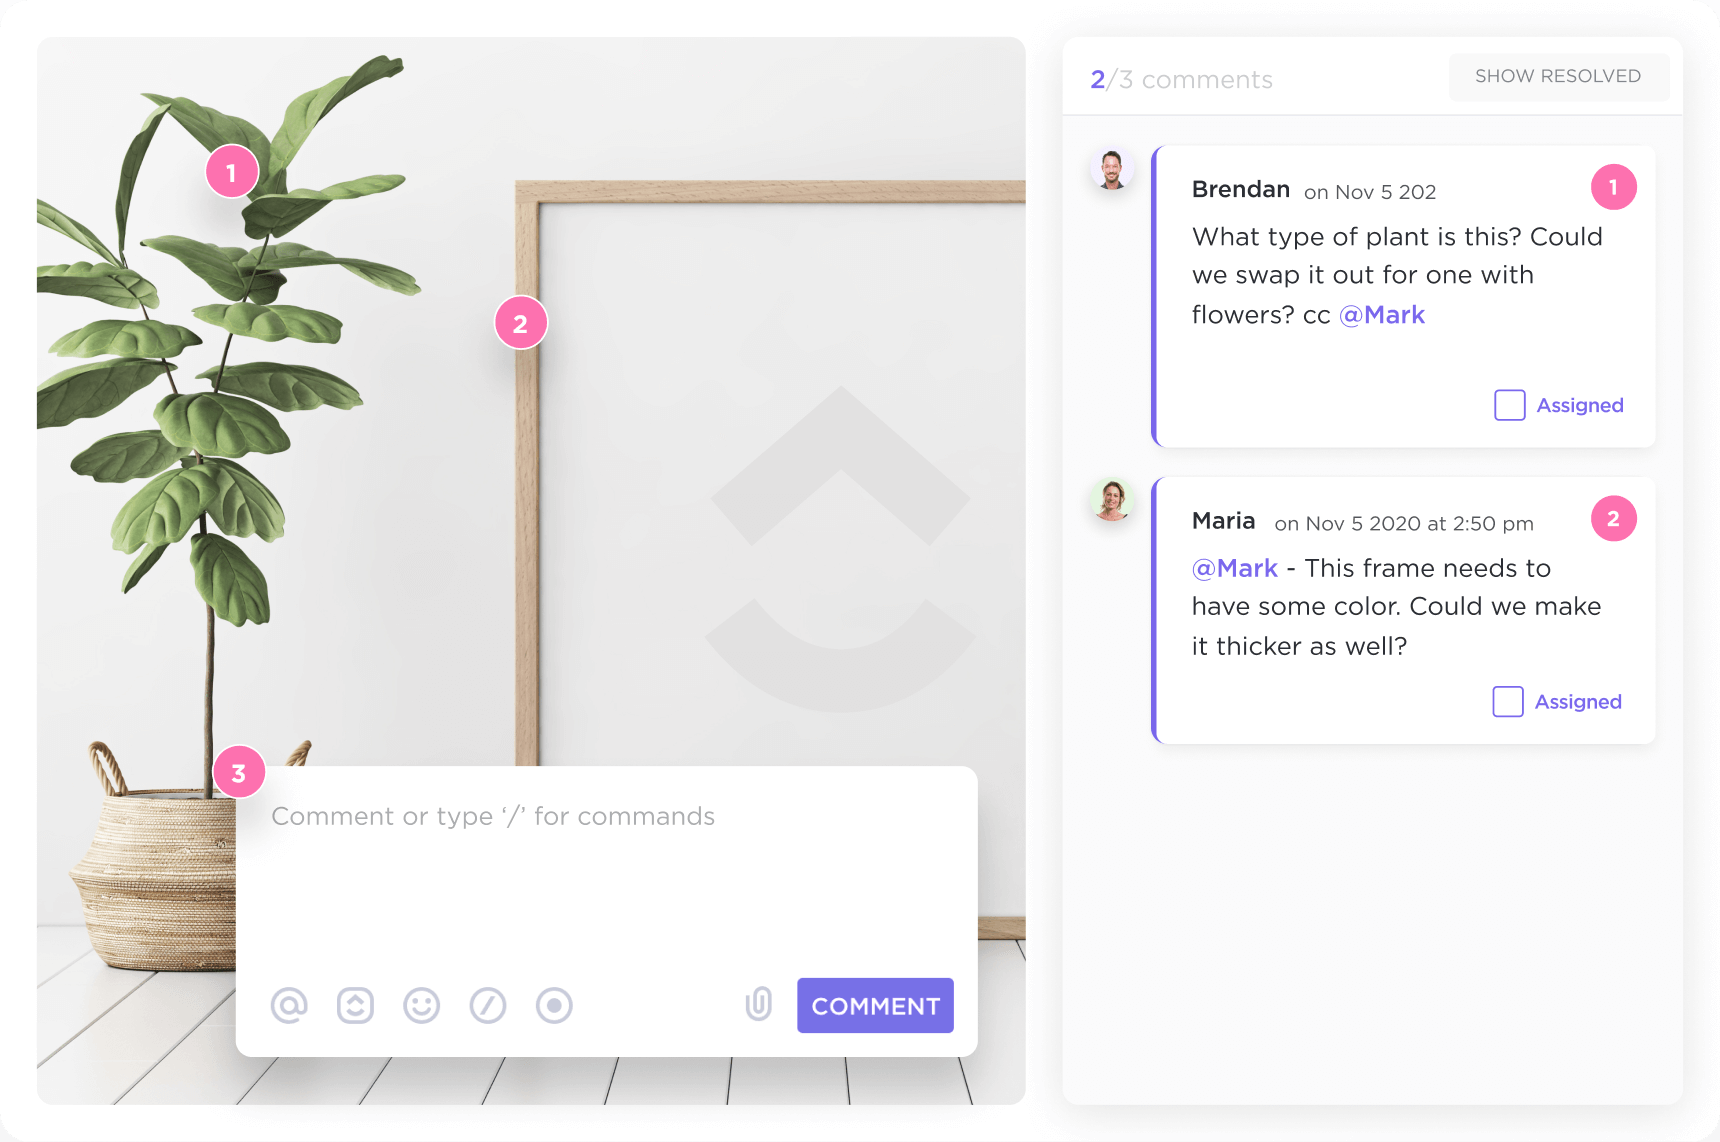 1
2
3
Comment or type ‘/’ for commands
COMMENT
2/3 comments
SHOW RESOLVED
Brendan on Nov 5 202
1
What type of plant is this? Could
we swap it out for one with
flowers? cc @Mark
Assigned
Maria on Nov 5 2020 at 2:50 pm
2
@Mark - This frame needs to
have some color. Could we make
it thicker as well?
Assigned